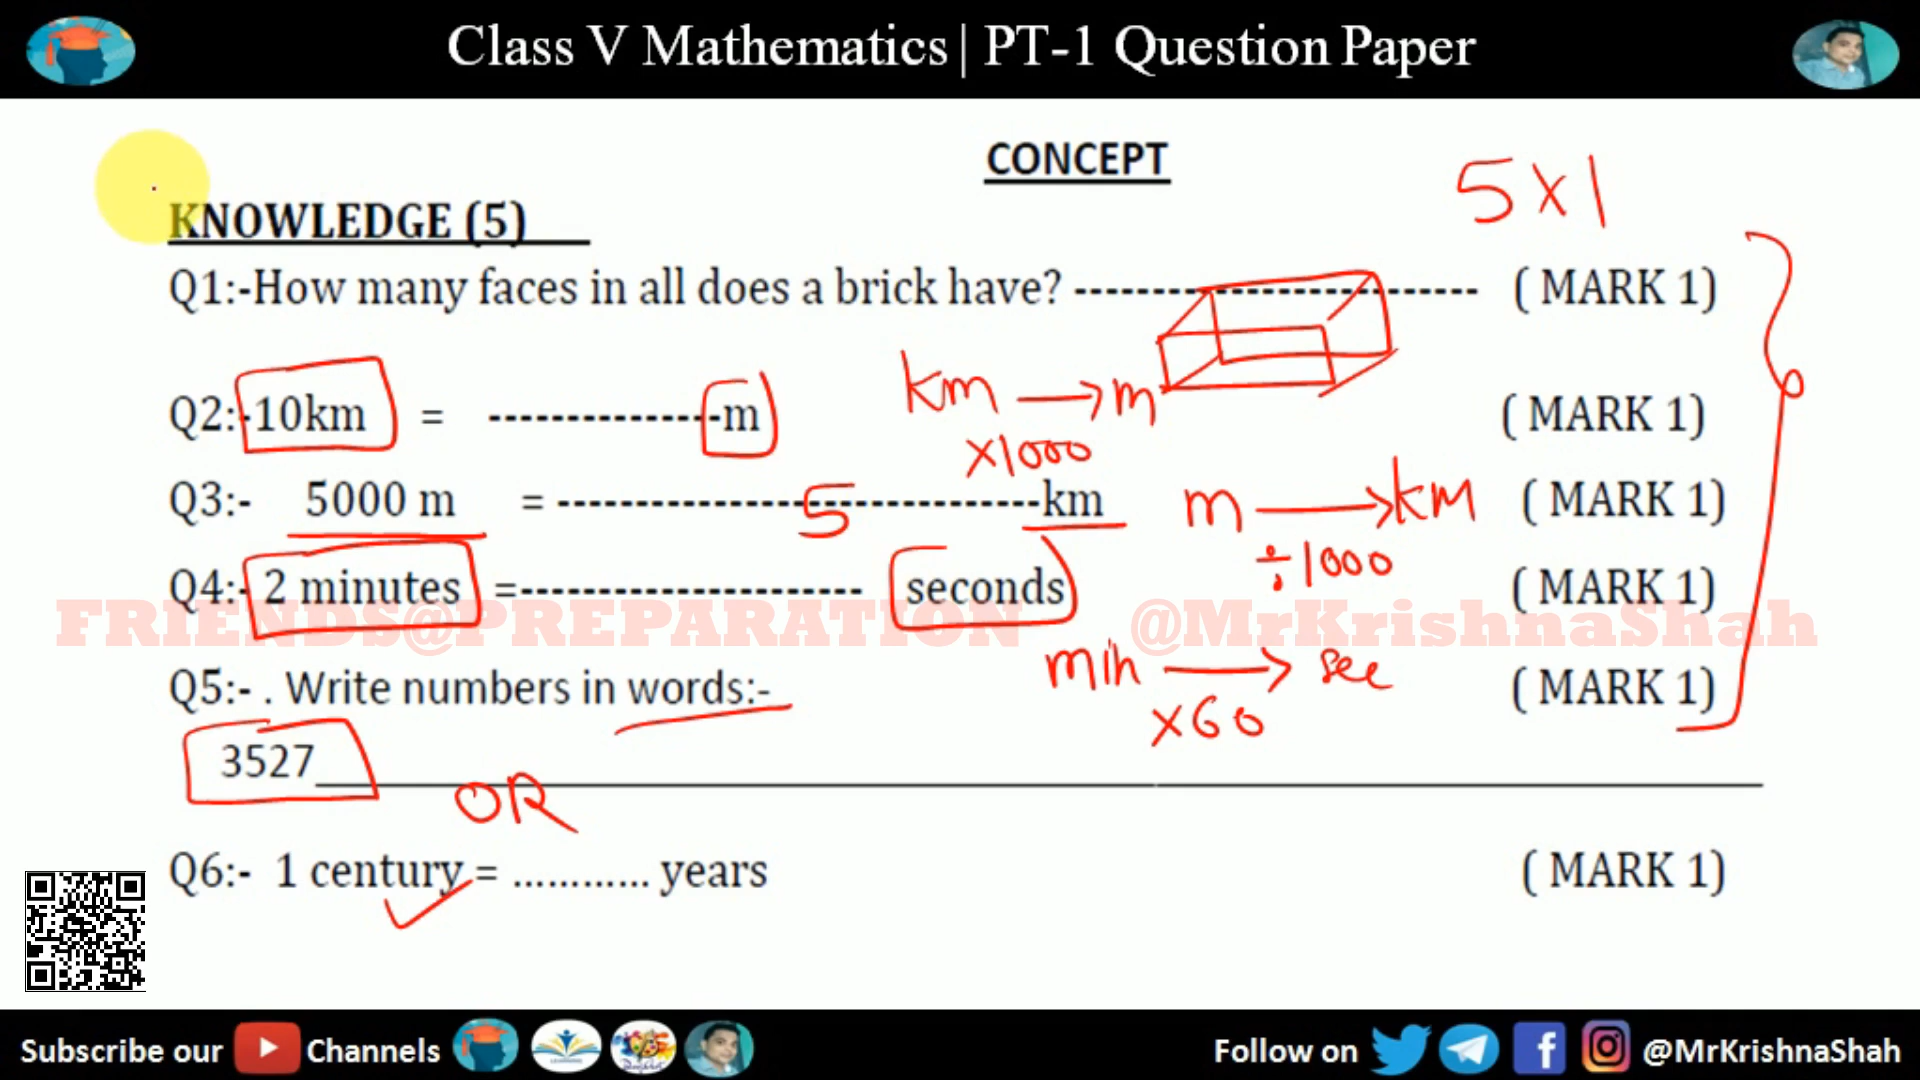 Class V Mathematics| PT-1 Question Paper
CONCEPT
5 x 1
KNOWLEDGE (5)
Q1:-How many faces in all does a brick have? --------------------------- ( MARK 1)
Q2:-10km = ----------------m ( MARK 1)
km → m
x1000
Q3:- 5000 m = --------------------------------km ( MARK 1)
5
m → km
÷1000
Q4:- 2 minutes =----------------------- seconds ( MARK 1)
FRIENDS@PREPARATION @MrKrishnaShah
min → sec
x60
Q5:- . Write numbers in words:- ( MARK 1)
3527
OR
Q6:- 1 century = ............ years ( MARK 1)
Subscribe our Channels Follow on @MrKrishnaShah